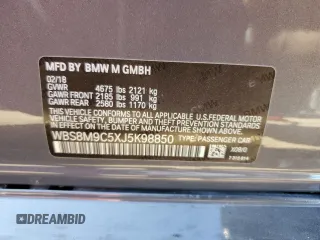 MFD BY BMW M GMBH
02/18
GVWR 4675 lbs 2121 kg
GAWR FRONT 2185 lbs 991 kg
GAWR REAR 2580 lbs 1170 kg
THIS VEHICLE CONFORMS TO ALL APPLICABLE U.S. FEDERAL MOTOR
VEHICLE SAFETY, BUMPER, AND THEFT PREVENTION STANDARDS
IN EFFECT ON THE DATE OF MANUFACTURE SHOWN ABOVE.
WBS8M9C5XJ5K98850 TYPE/ PASSENGER CAR
DREAMBID